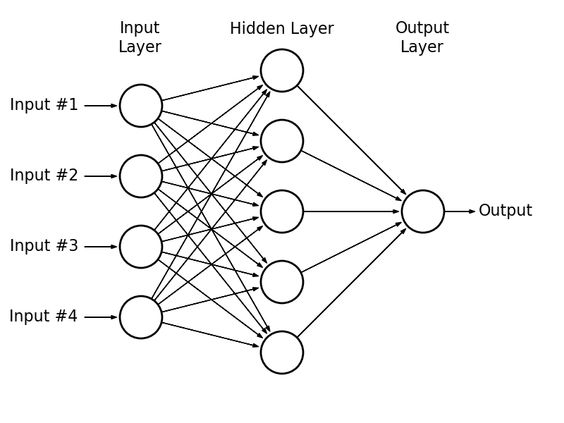 Input
Layer
Hidden Layer
Output
Layer
Input #1
Input #2
Input #3
Input #4
Output